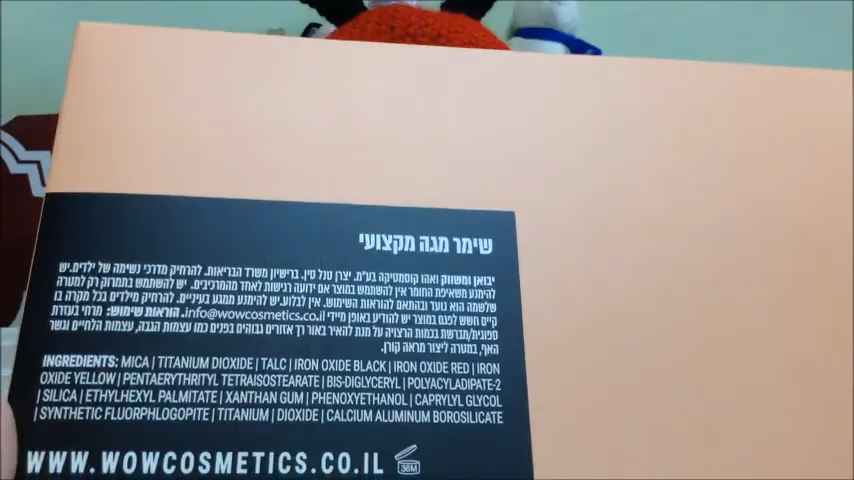 שימר מגה מקצועי
יבואן ומשווק ואהו קוסמטיקה בע"מ. יצרן טנל סין. ברישיון משרד הבריאות. להרחיק מדרכי נשימה של ילדים. יש
להימנע משאיפת החומר אין להשתמש במוצר אם ידועה רגישות לאחד מהמרכיבים. יש להשתמש בתמרוק רק למטרה
שלשמה הוא נועד ובהתאם להוראות השימוש. אין לבלוע. יש להימנע ממגע בעיניים. להרחיק מילדים בכל מקרה בו
קיים חשש לפגם במוצר יש להודיע באופן מיידי info@wowcosmetics.co.il. הוראות שימוש: מרחי בעזרת
ספוגית/מברשת בכמות הרצויה על מנת להאיר באור רך אזורים גבוהים בפנים כמו עצמות הגבה, עצמות הלחיים וגשר
האף, במטרה ליצור מראה קורן.
INGREDIENTS: MICA | TITANIUM DIOXIDE | TALC | IRON OXIDE BLACK | IRON OXIDE RED | IRON
OXIDE YELLOW | PENTAERYTHRITYL TETRAISOSTEARATE | BIS-DIGLYCERYL | POLYACYLADIPATE-2
| SILICA | ETHYLHEXYL PALMITATE | XANTHAN GUM | PHENOXYETHANOL | CAPRYLYL GLYCOL
| SYNTHETIC FLUORPHLOGOPITE | TITANIUM | DIOXIDE | CALCIUM ALUMINUM BOROSILICATE
WWW.WOWCOSMETICS.CO.IL 36M